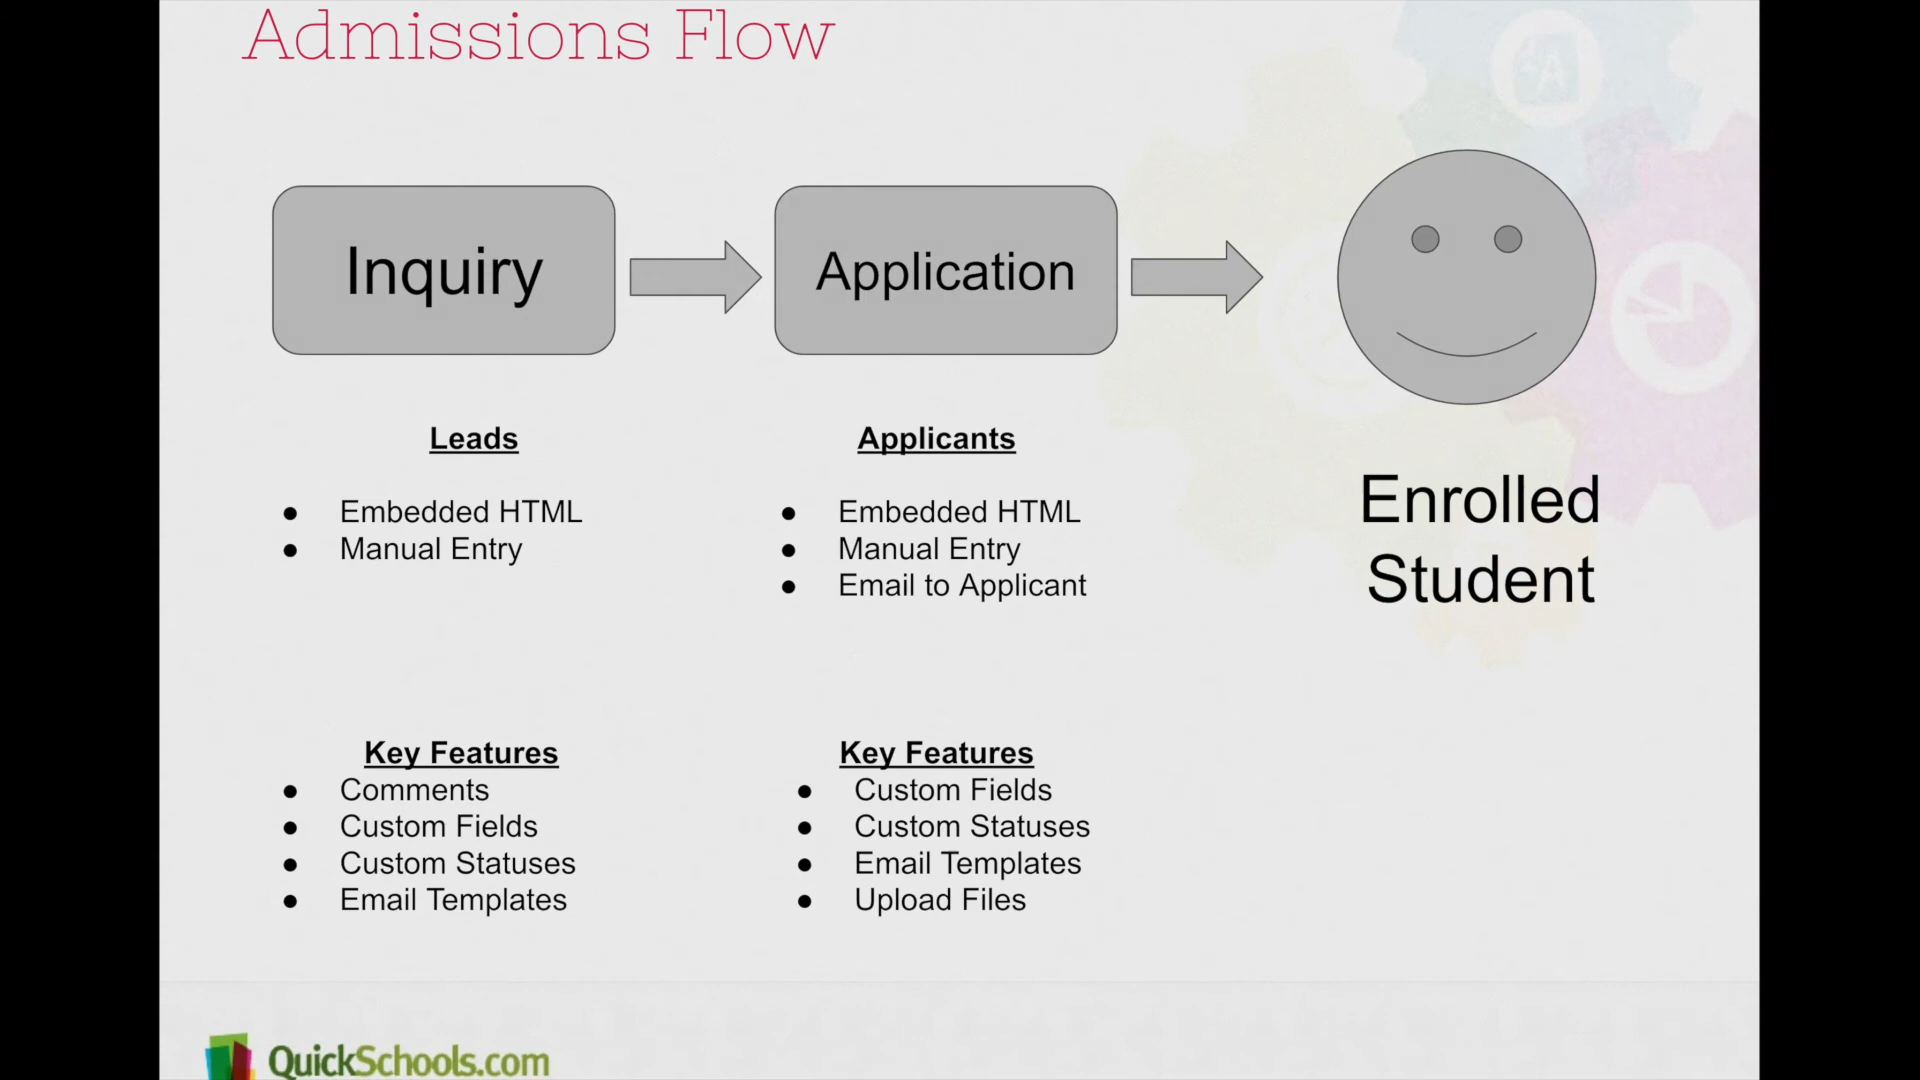 Admissions Flow
Inquiry
Application
Leads
Embedded HTML
Manual Entry
Applicants
Embedded HTML
Manual Entry
Email to Applicant
Enrolled
Student
Key Features
Comments
Custom Fields
Custom Statuses
Email Templates
Key Features
Custom Fields
Custom Statuses
Email Templates
Upload Files
A
QuickSchools.com